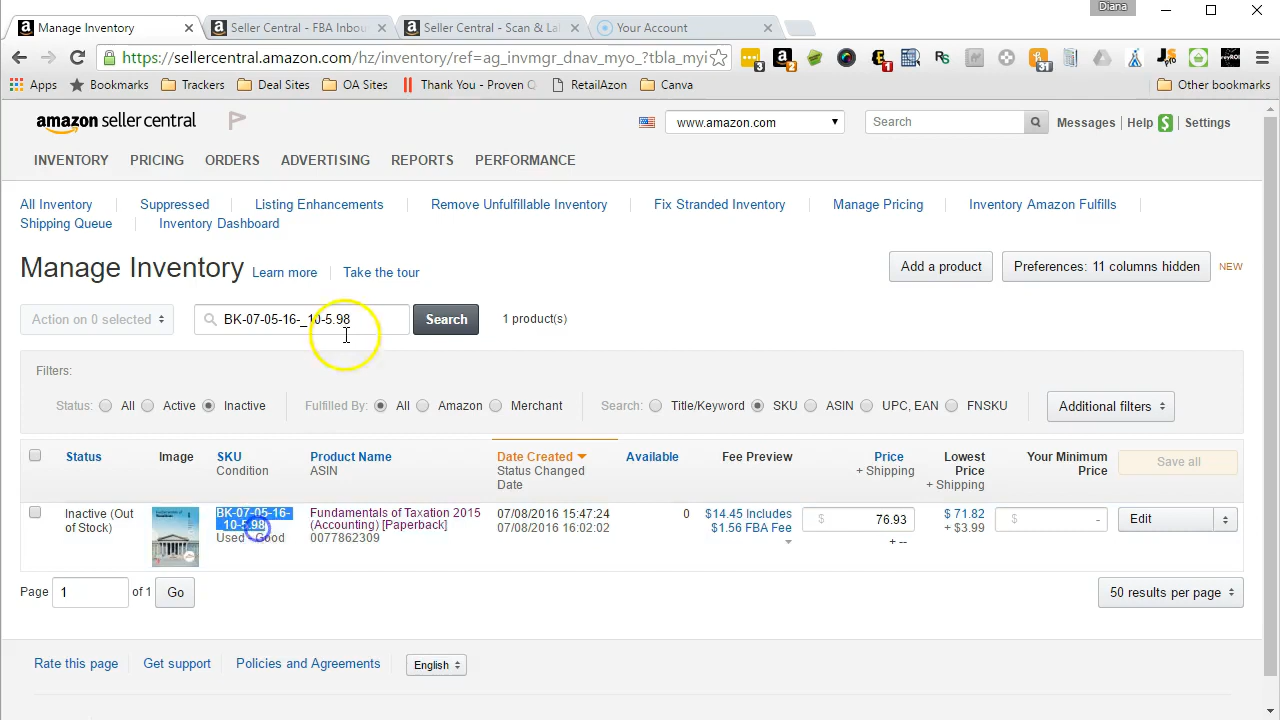 Diana
Manage Inventory
Seller Central - FBA Inbou
Seller Central - Scan & La
Your Account
https://sellercentral.amazon.com/hz/inventory/ref=ag_invmgr_dnav_myo_?tbla_myi
3
2
1
31
Apps
Bookmarks
Trackers
Deal Sites
OA Sites
Thank You - Proven Q
RetailAzon
Canva
Other bookmarks
amazon seller central
www.amazon.com
Search
Messages
Help
Settings
INVENTORY
PRICING
ORDERS
ADVERTISING
REPORTS
PERFORMANCE
All Inventory
Suppressed
Listing Enhancements
Remove Unfulfillable Inventory
Fix Stranded Inventory
Manage Pricing
Inventory Amazon Fulfills
Shipping Queue
Inventory Dashboard
Manage Inventory
Learn more
Take the tour
Add a product
Preferences: 11 columns hidden
NEW
Action on 0 selected
BK-07-05-16-_10-5.98
Search
1 product(s)
Filters:
Status: All Active Inactive
Fulfilled By: All Amazon Merchant
Search: Title/Keyword SKU ASIN UPC, EAN FNSKU
Additional filters
Status
Image
SKU
Condition
Product Name
ASIN
Date Created
Status Changed
Date
Available
Fee Preview
Price
+ Shipping
Lowest
Price
+ Shipping
Your Minimum
Price
Save all
Inactive (Out
of Stock)
BK-07-05-16-
_10-5.98
Used - Good
Fundamentals of Taxation 2015
(Accounting) [Paperback]
0077862309
07/08/2016 15:47:24
07/08/2016 16:02:02
0
$14.45 Includes
$1.56 FBA Fee
$ 76.93
+ --
$ 71.82
+ $3.99
$ -
Edit
Page 1 of 1 Go
50 results per page
Rate this page
Get support
Policies and Agreements
English